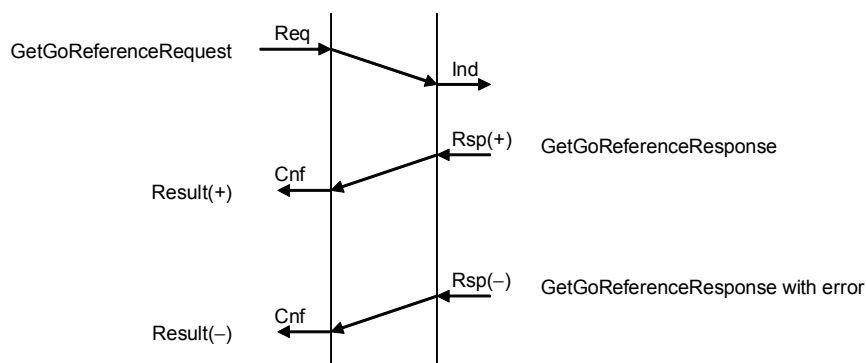 Req
GetGoReferenceRequest
Ind
Rsp(+)
GetGoReferenceResponse
Cnf
Result(+)
Rsp(–)
GetGoReferenceResponse with error
Cnf
Result(–)